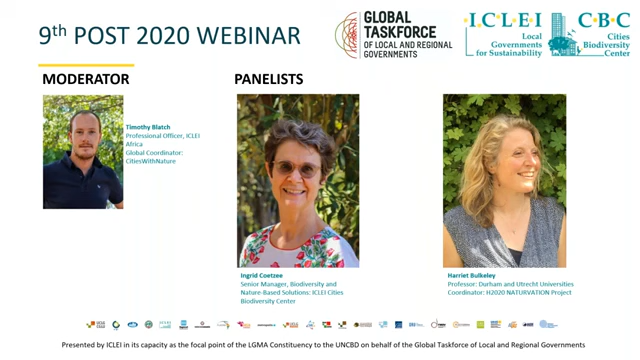 9th POST 2020 WEBINAR
GLOBAL
TASKFORCE
OF LOCAL AND REGIONAL
GOVERNMENTS
I.C.L.E.I
Local
Governments
for Sustainability
C.B.C
Cities
Biodiversity
Center
MODERATOR
PANELISTS
Timothy Blatch
Professional Officer, ICLEI
Africa
Global Coordinator:
CitiesWithNature
Ingrid Coetzee
Senior Manager, Biodiversity and
Nature-Based Solutions: ICLEI Cities
Biodiversity Center
Harriet Bulkeley
Professor: Durham and Utrecht Universities
Coordinator: H2020 NATURVATION Project
Presented by ICLEI in its capacity as the focal point of the LGMA Constituency to the UNCBD on behalf of the Global Taskforce of Local and Regional Governments